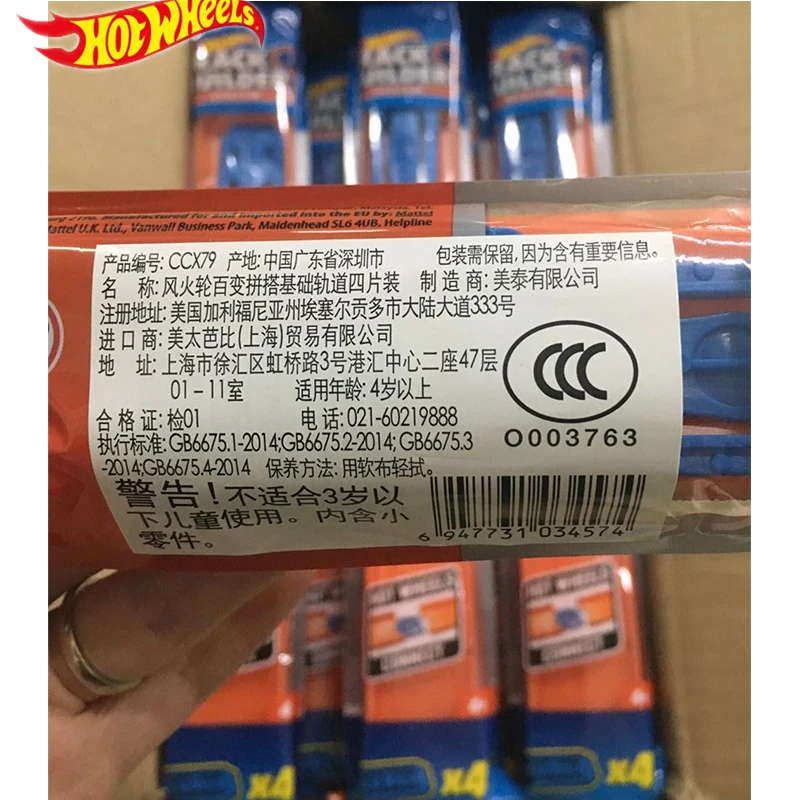 HOT WHEELS
TRACK
BUILDER
Manufactured for and imported into the EU by: Mattel
Mattel U.K. Ltd., Vanwall Business Park, Maidenhead SL6 4UB. Helpline
产品编号: CCX79 产地: 中国广东省深圳市 包装需保留, 因为含有重要信息。
名 称: 风火轮百变拼搭基础轨道四片装 制 造 商: 美泰有限公司
注册地址: 美国加利福尼亚州埃塞尔贡多市大陆大道333号
进 口 商: 美太芭比(上海)贸易有限公司
地 址: 上海市徐汇区虹桥路3号港汇中心二座47层
01-11室 适用年龄: 4岁以上
合 格 证: 检01 电 话: 021-60219888
执行标准: GB6675.1-2014;GB6675.2-2014; GB6675.3
-2014;GB6675.4-2014 保养方法: 用软布轻拭。
CCC
O003763
警告! 不适合3岁以
下儿童使用。内含小
零件。
6 947731 034574
HOT WHEELS
CONNECT
x4
x4
x4